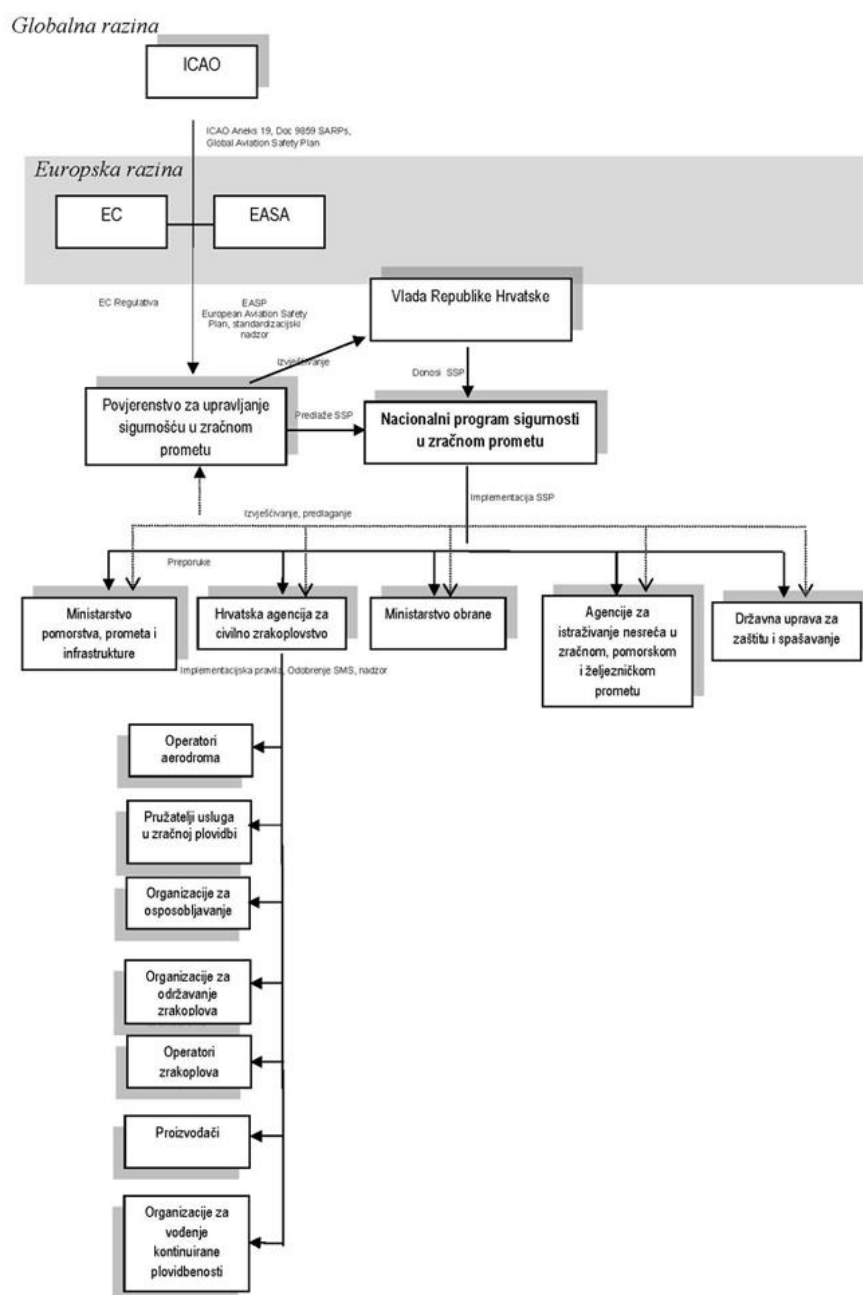 Globalna razina
ICAO
ICAO Aneks 19, Doc 9859 SARPs,
Global Aviation Safety Plan
Europska razina
EC
EASA
EC Regulativa
EASP
European Aviation Safety
Plan, standardizacijski
nadzor
Vlada Republike Hrvatske
Izvješćivanje
Donosi SSP
Povjerenstvo za upravljanje
sigurnošću u zračnom
prometu
Predlaže SSP
Nacionalni program sigurnosti
u zračnom prometu
Implementacija SSP
Izvješćivanje, predlaganje
Preporuke
Ministarstvo
pomorstva, prometa i
infrastrukture
Hrvatska agencija za
civilno zrakoplovstvo
Ministarstvo obrane
Agencije za
istraživanje nesreća u
zračnom, pomorskom
i željezničkom
prometu
Državna uprava za
zaštitu i spašavanje
Implementacijska pravila, Odobrenje SMS, nadzor
Operatori
aerodroma
Pružatelji usluga
u zračnoj plovidbi
Organizacije za
osposobljavanje
Organizacije za
održavanje
zrakoplova
Operatori
zrakoplova
Proizvođači
Organizacije za
vođenje
kontinuirane
plovidbenosti